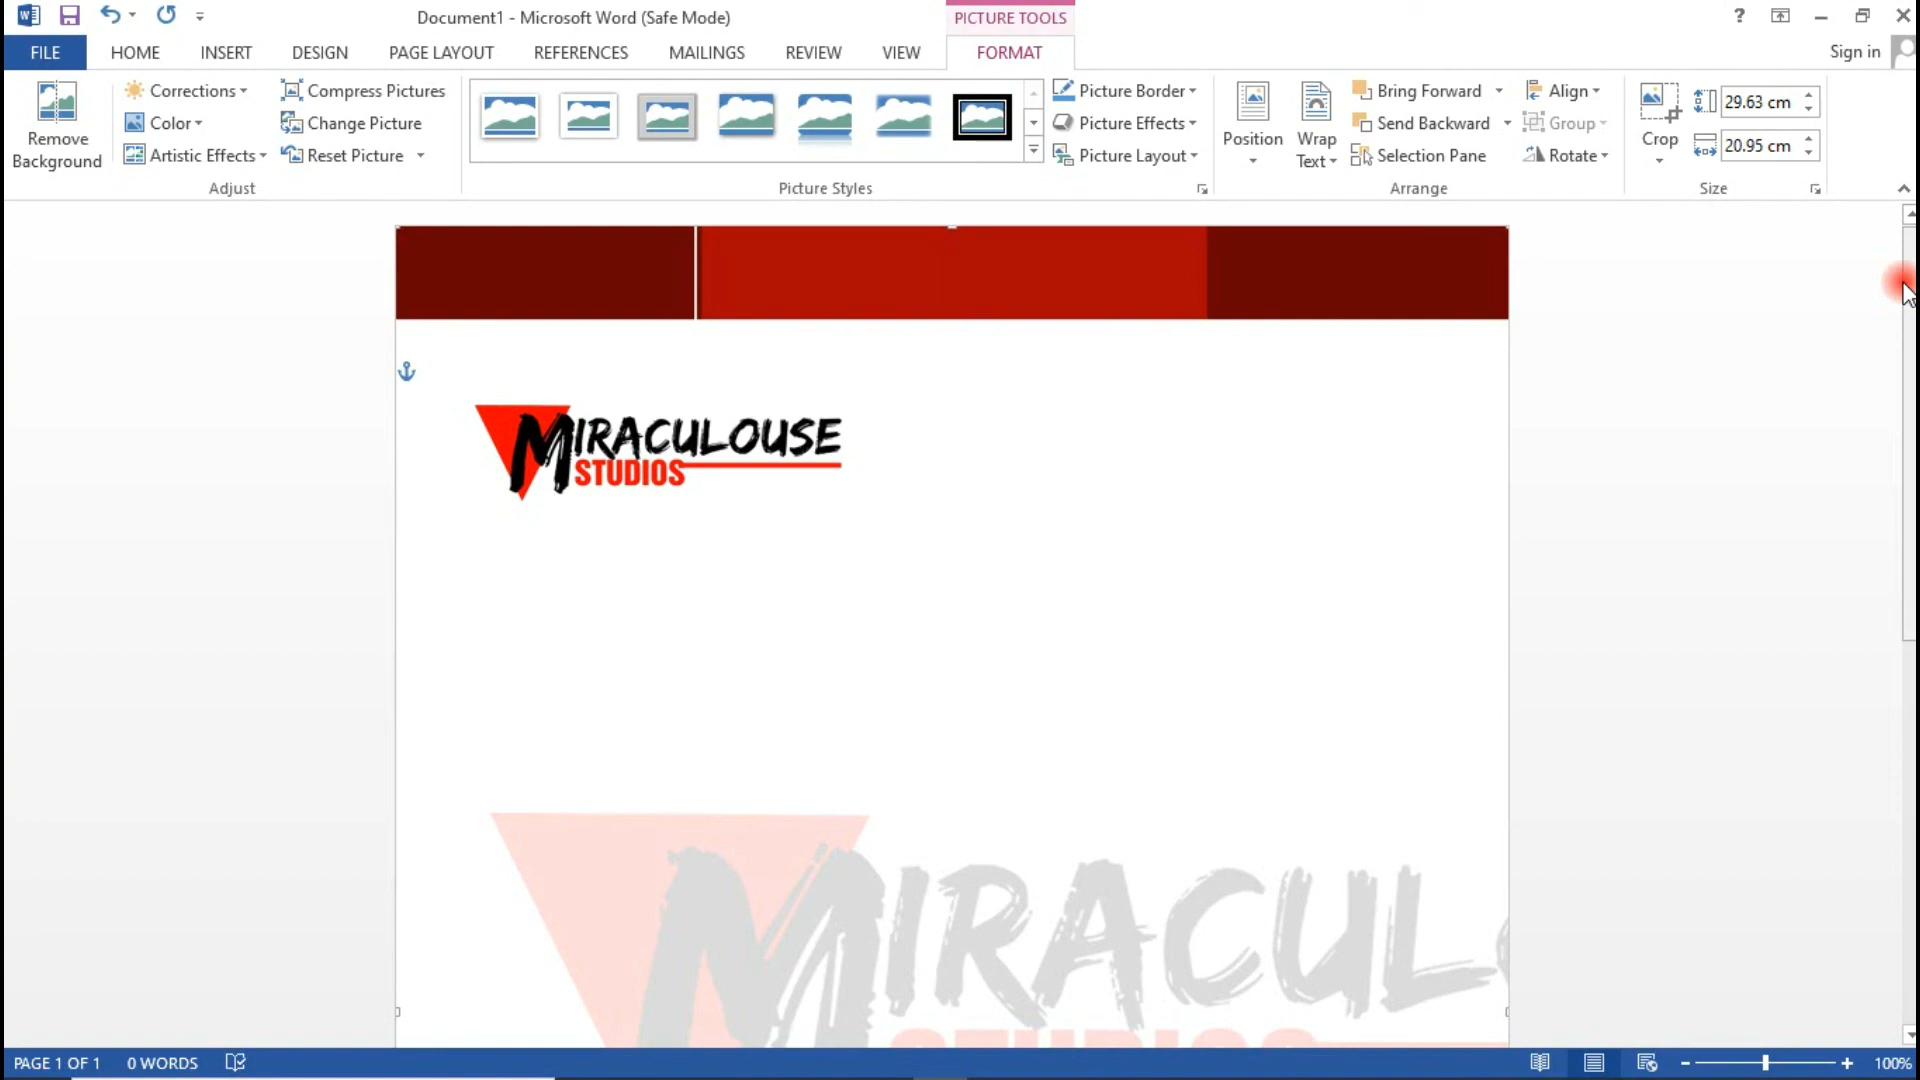 Document1 - Microsoft Word (Safe Mode)
PICTURE TOOLS
?
FILE HOME INSERT DESIGN PAGE LAYOUT REFERENCES MAILINGS REVIEW VIEW FORMAT
Sign in
Remove Background
Corrections
Color
Artistic Effects
Compress Pictures
Change Picture
Reset Picture
Adjust
Picture Styles
Picture Border
Picture Effects
Picture Layout
Position
Wrap Text
Bring Forward
Send Backward
Selection Pane
Align
Group
Rotate
Arrange
Crop
29.63 cm
20.95 cm
Size
MIRACULOUSE
STUDIOS
MIRACUL
STUDIOS
PAGE 1 OF 1 0 WORDS
100%